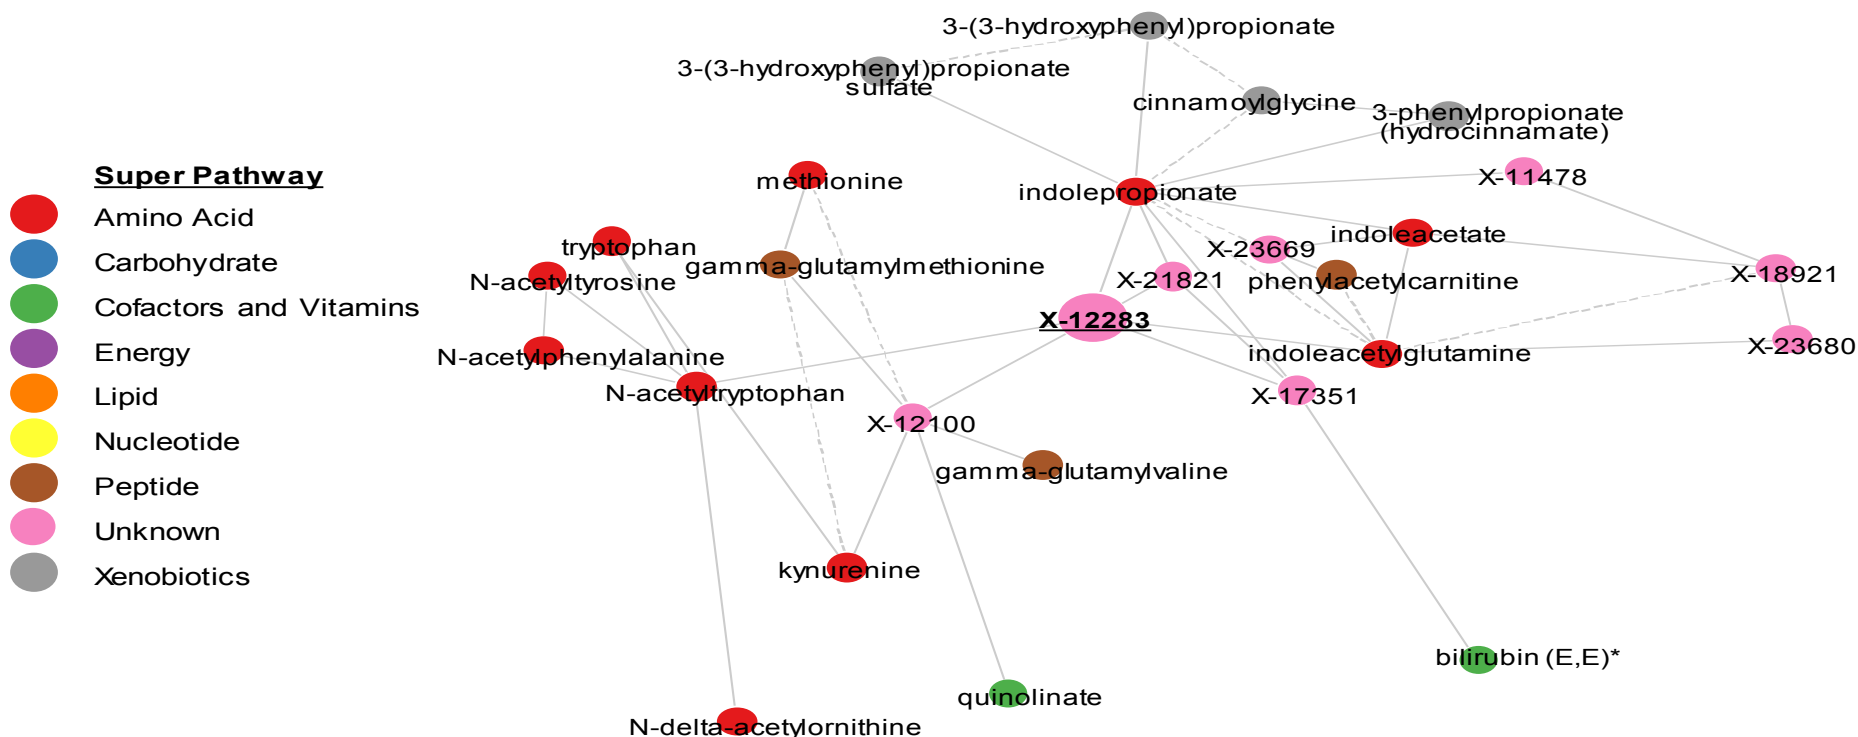 Super Pathway
Amino Acid
Carbohydrate
Cofactors and Vitamins
Energy
Lipid
Nucleotide
Peptide
Unknown
Xenobiotics
3-(3-hydroxyphenyl)propionate
3-(3-hydroxyphenyl)propionate
sulfate
cinnamoylglycine
3-phenylpropionate
(hydrocinnamate)
methionine
indolepropionate
X-11478
tryptophan
gamma-glutamylmethionine
N-acetyltyrosine
X-23669
indoleacetate
X-21821
phenylacetylcarnitine
X-18921
X-12283
N-acetylphenylalanine
indoleacetylglutamine
X-23680
N-acetyltryptophan
X-17351
X-12100
gamma-glutamylvaline
kynurenine
bilirubin (E,E)*
quinolinate
N-delta-acetylornithine